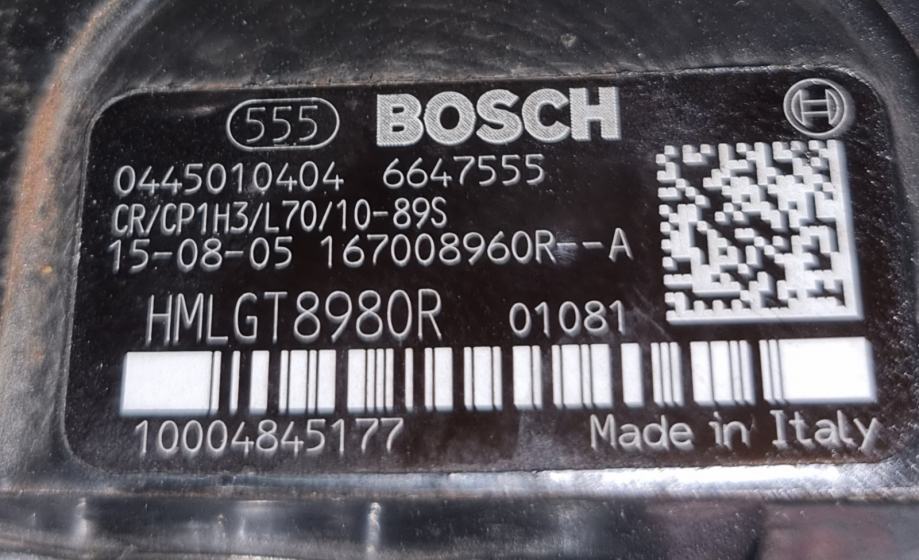 555 BOSCH
0445010404 6647555
CR/CP1H3/L70/10-89S
15-08-05 167008960R--A
HMLGT8980R 01081
10004845177 Made in Italy